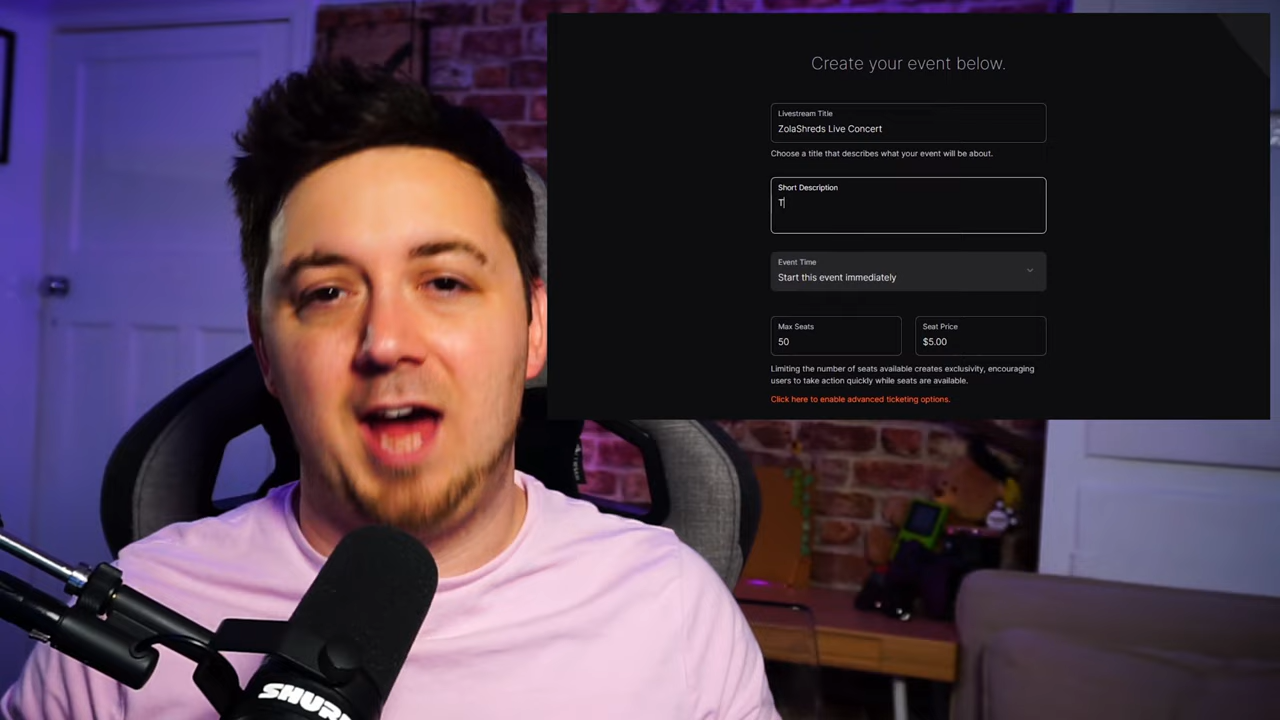 Create your event below.
Livestream Title
ZolaShreds Live Concert
Choose a title that describes what your event will be about.
Short Description
T
Event Time
Start this event immediately
Max Seats
50
Seat Price
$5.00
Limiting the number of seats available creates exclusivity, encouraging
users to take action quickly while seats are available.
Click here to enable advanced ticketing options.
SHURE